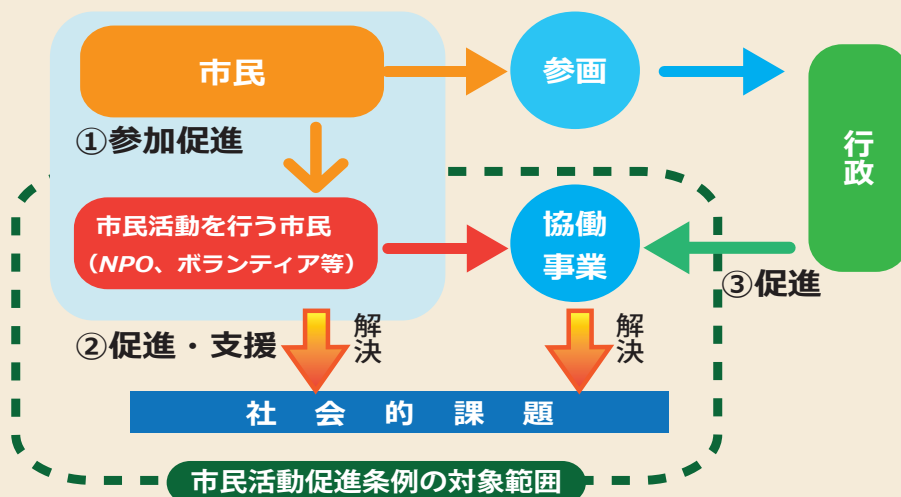 市民
参画
行政
①参加促進
市民活動を行う市民
（NPO、ボランティア等）
協働
事業
③促進
②促進・支援
解決
解決
社会的課題
市民活動促進条例の対象範囲